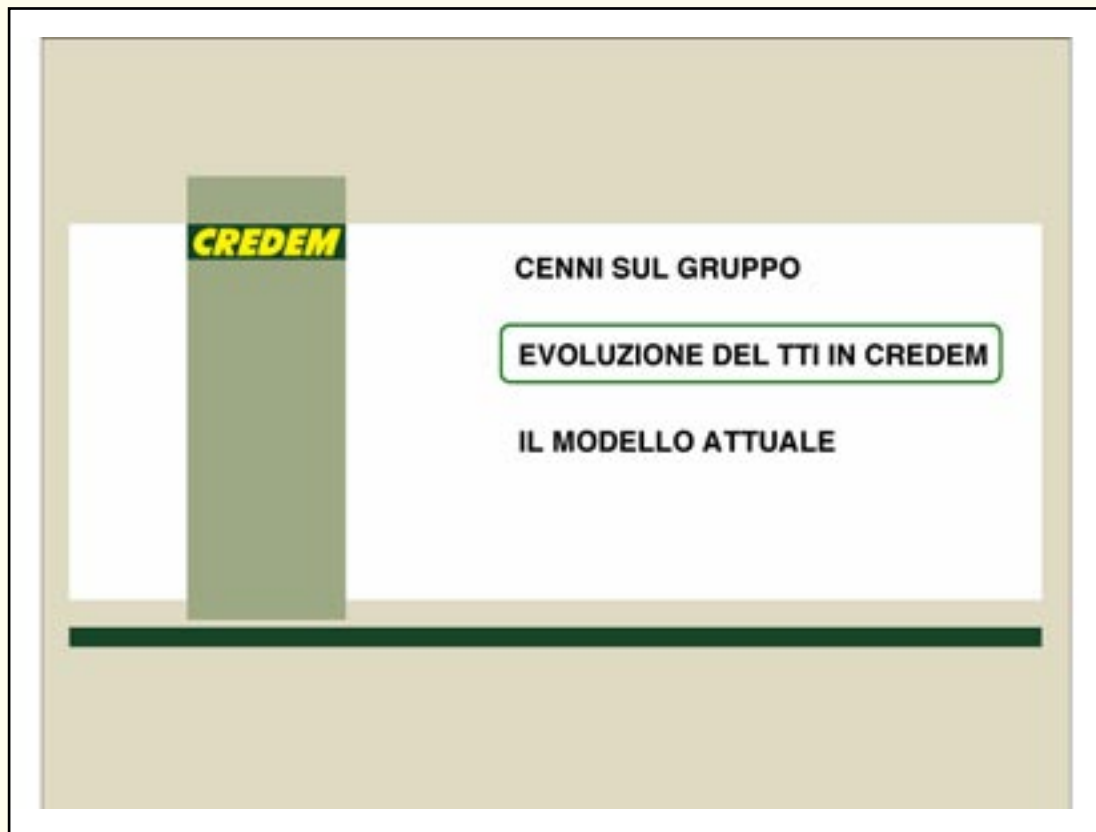 CREDEM
CENNI SUL GRUPPO
EVOLUZIONE DEL TTI IN CREDEM
IL MODELLO ATTUALE